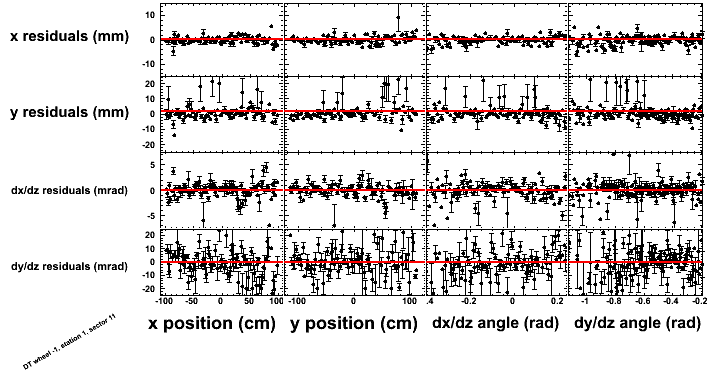 x residuals (mm)
10
0
-10
y residuals (mm)
20
10
0
-10
-20
dx/dz residuals (mrad)
5
0
-5
dy/dz residuals (mrad)
20
10
0
-10
-20
-100 -50 0 50 100 -100 0 100 -.4 -0.2 0 0.2 -1 -0.8 -0.6 -0.4 -0.2
x position (cm) y position (cm) dx/dz angle (rad) dy/dz angle (rad)
DT wheel -1, station 1, sector 11